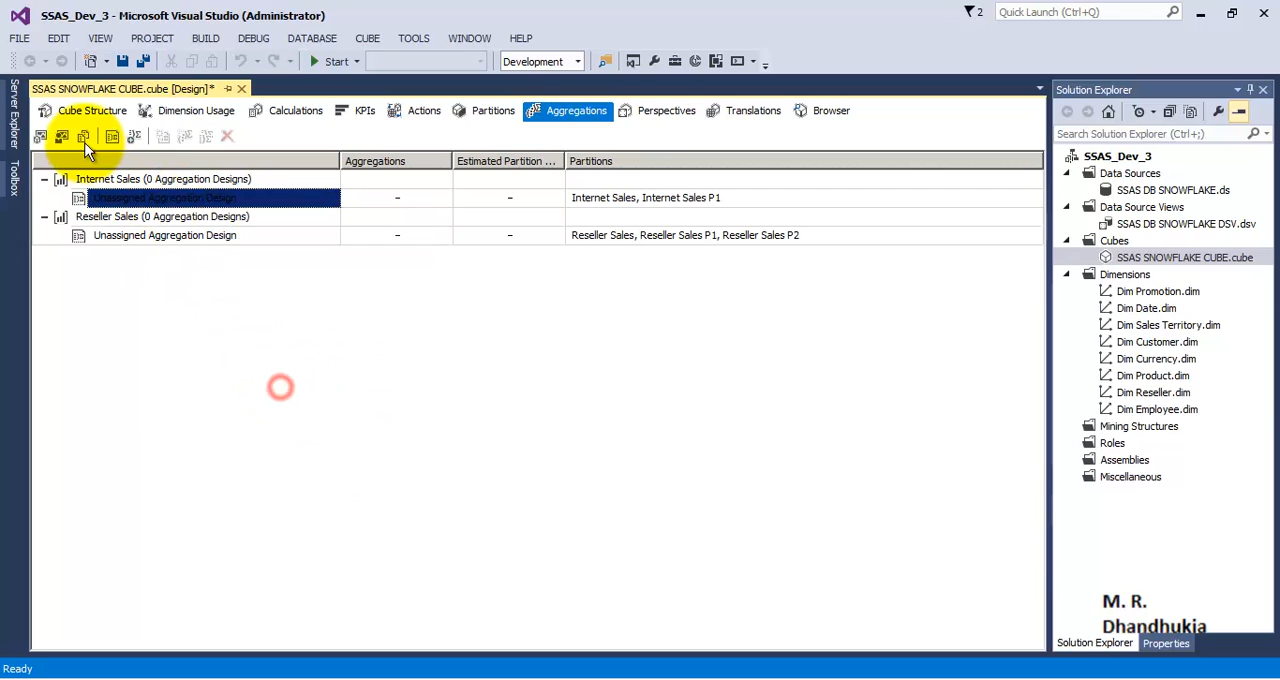 SSAS_Dev_3 - Microsoft Visual Studio (Administrator)
2
Quick Launch (Ctrl+Q)
FILE EDIT VIEW PROJECT BUILD DEBUG DATABASE CUBE TOOLS WINDOW HELP
Start
Development
Server Explorer
Toolbox
SSAS SNOWFLAKE CUBE.cube [Design]*
Cube Structure Dimension Usage Calculations KPIs Actions Partitions Aggregations Perspectives Translations Browser
Aggregations Estimated Partition ... Partitions
Internet Sales (0 Aggregation Designs)
Unassigned Aggregation Design – – Internet Sales, Internet Sales P1
Reseller Sales (0 Aggregation Designs)
Unassigned Aggregation Design – – Reseller Sales, Reseller Sales P1, Reseller Sales P2
Solution Explorer
Search Solution Explorer (Ctrl+;)
SSAS_Dev_3
Data Sources
SSAS DB SNOWFLAKE.ds
Data Source Views
SSAS DB SNOWFLAKE DSV.dsv
Cubes
SSAS SNOWFLAKE CUBE.cube
Dimensions
Dim Promotion.dim
Dim Date.dim
Dim Sales Territory.dim
Dim Customer.dim
Dim Currency.dim
Dim Product.dim
Dim Reseller.dim
Dim Employee.dim
Mining Structures
Roles
Assemblies
Miscellaneous
M. R.
Dhandhukia
Solution Explorer Properties
Ready